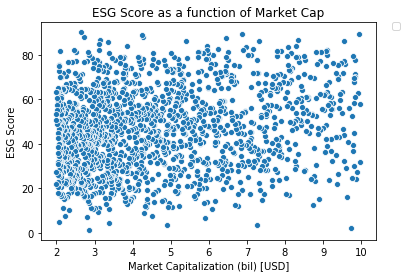 ESG Score as a function of Market Cap
80
60
40
20
0
ESG Score
2 3 4 5 6 7 8 9 10
Market Capitalization (bil) [USD]